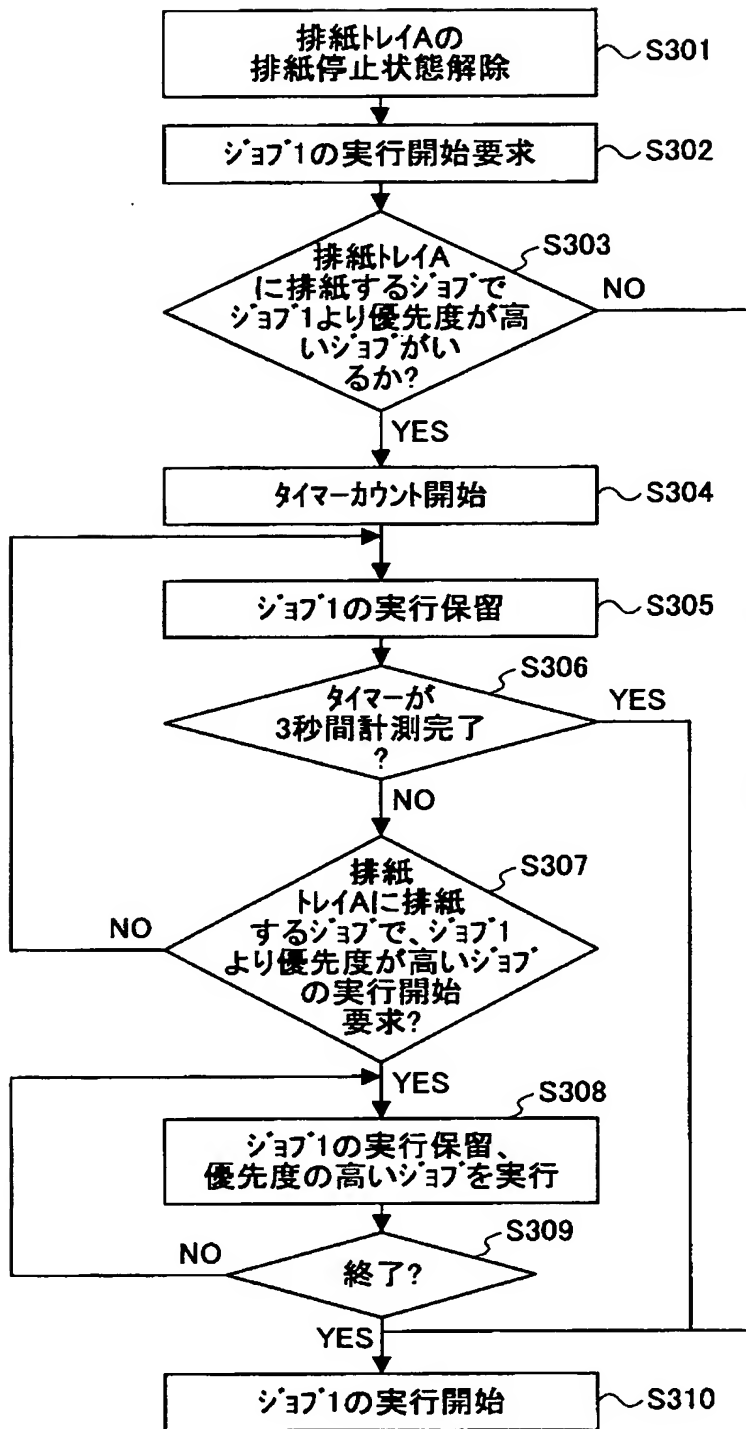 排紙トレイAの
排紙停止状態解除
S301
ジョブ1の実行開始要求
S302
排紙トレイA
に排紙するジョブで
ジョブ1より優先度が高
いジョブがい
るか?
S303
NO
YES
タイマーカウント開始
S304
ジョブ1の実行保留
S305
タイマーが
3秒間計測完了
?
S306
YES
NO
排紙
トレイAに排紙
するジョブで、ジョブ1
より優先度が高いジョブ
の実行開始
要求?
S307
NO
YES
ジョブ1の実行保留、
優先度の高いジョブを実行
S308
終了?
S309
NO
YES
ジョブ1の実行開始
S310